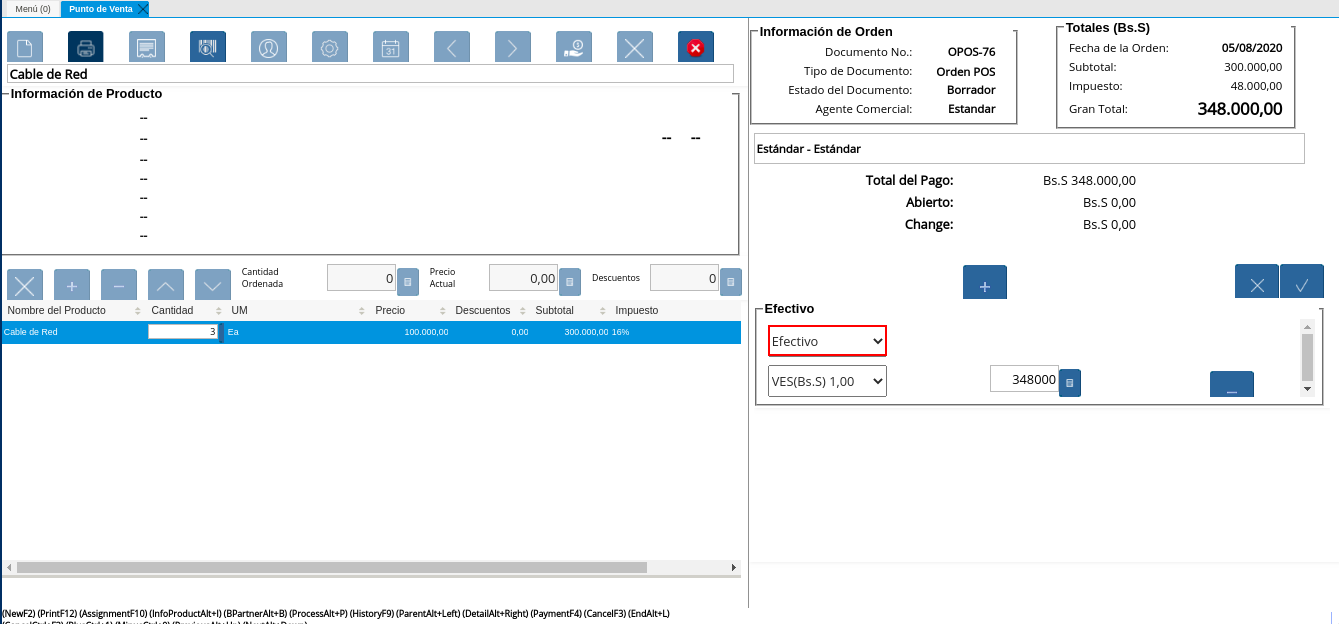 Menú (0) Punto de Venta
Cable de Red
Información de Producto
--
--
-- --
--
--
--
--
--
Cantidad Ordenada 0 Precio Actual 0,00 Descuentos 0
Nombre del Producto Cantidad UM Precio Descuentos Subtotal Impuesto
Cable de Red 3 Ea 100.000,00 0,00 300.000,00 16%
(NewF2) (PrintF12) (AssignmentF10) (InfoProductAlt+I) (BPartnerAlt+B) (ProcessAlt+P) (HistoryF9) (ParentAlt+Left) (DetailAlt+Right) (PaymentF4) (CancelF3) (EndAlt+L)
Información de Orden
Documento No.: OPOS-76
Tipo de Documento: Orden POS
Estado del Documento: Borrador
Agente Comercial: Estandar
Totales (Bs.S)
Fecha de la Orden: 05/08/2020
Subtotal: 300.000,00
Impuesto: 48.000,00
Gran Total: 348.000,00
Estándar - Estándar
Total del Pago: Bs.S 348.000,00
Abierto: Bs.S 0,00
Change: Bs.S 0,00
Efectivo
Efectivo
VES(Bs.S) 1,00 348000